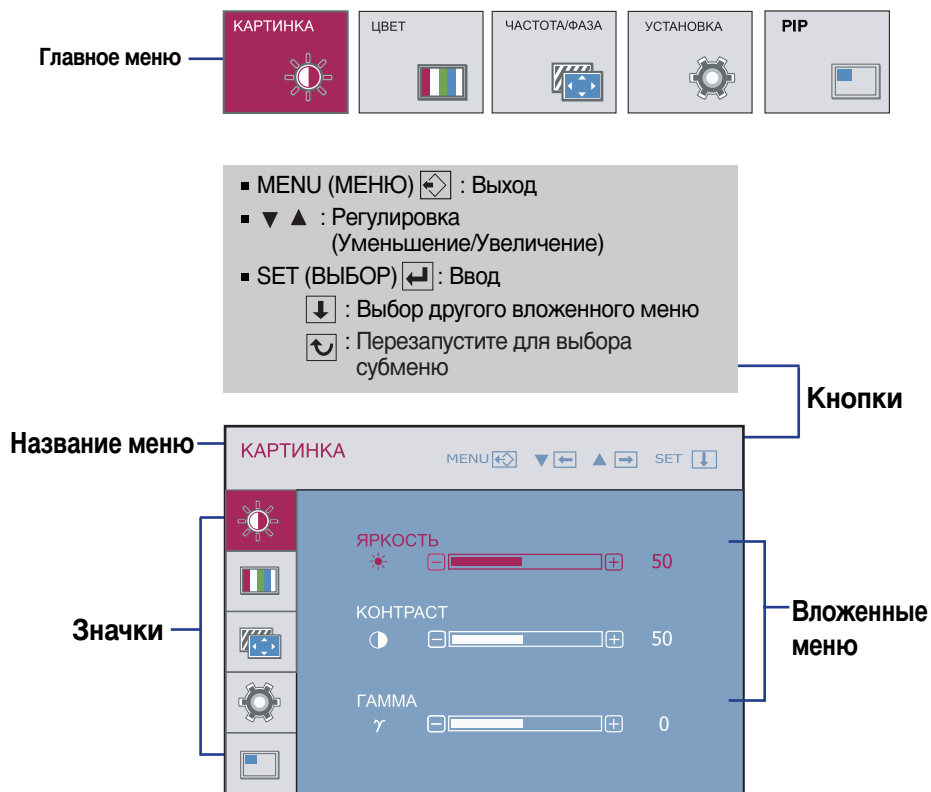 КАРТИНКА
ЦВЕТ
ЧАСТОТА/ФАЗА
УСТАНОВКА
PIP
Главное меню
MENU (МЕНЮ) : Выход
▼ ▲ : Регулировка
(Уменьшение/Увеличение)
SET (ВЫБОР) : Ввод
: Выбор другого вложенного меню
: Перезапустите для выбора
субменю
Кнопки
Название меню
КАРТИНКА
MENU ▼ ▲ SET
ЯРКОСТЬ
50
КОНТРАСТ
50
ГАММА
γ 0
Значки
Вложенные
меню